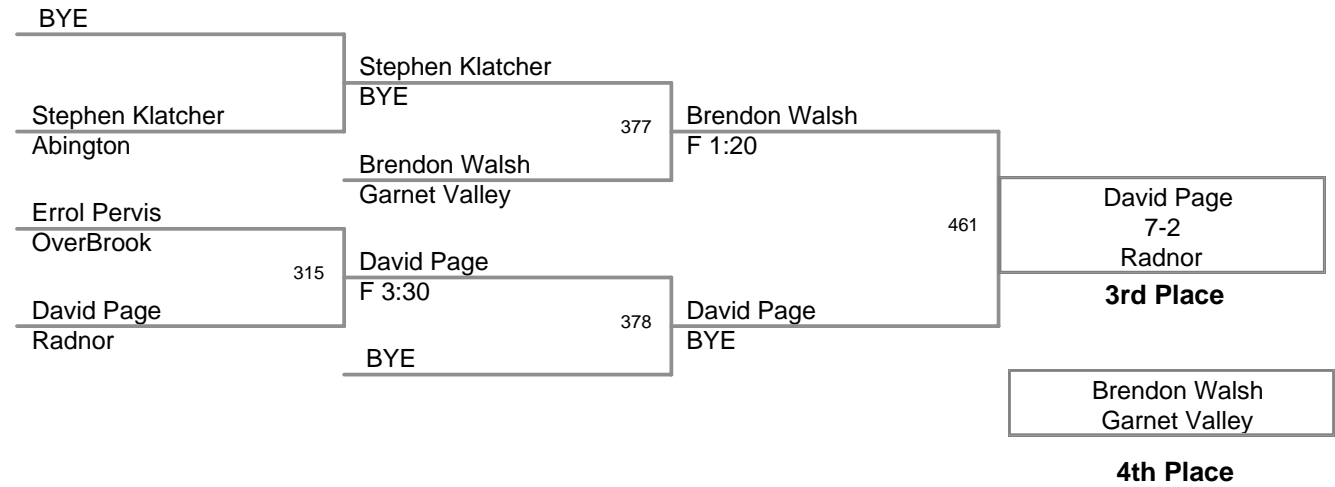 BYE
Stephen Klatcher
Abington
Errol Pervis
OverBrook
315
David Page
Radnor
Stephen Klatcher
BYE
377
Brendon Walsh
Garnet Valley
David Page
F 3:30
378
BYE
Brendon Walsh
F 1:20
461
David Page
BYE
David Page
7-2
Radnor
3rd Place
Brendon Walsh
Garnet Valley
4th Place